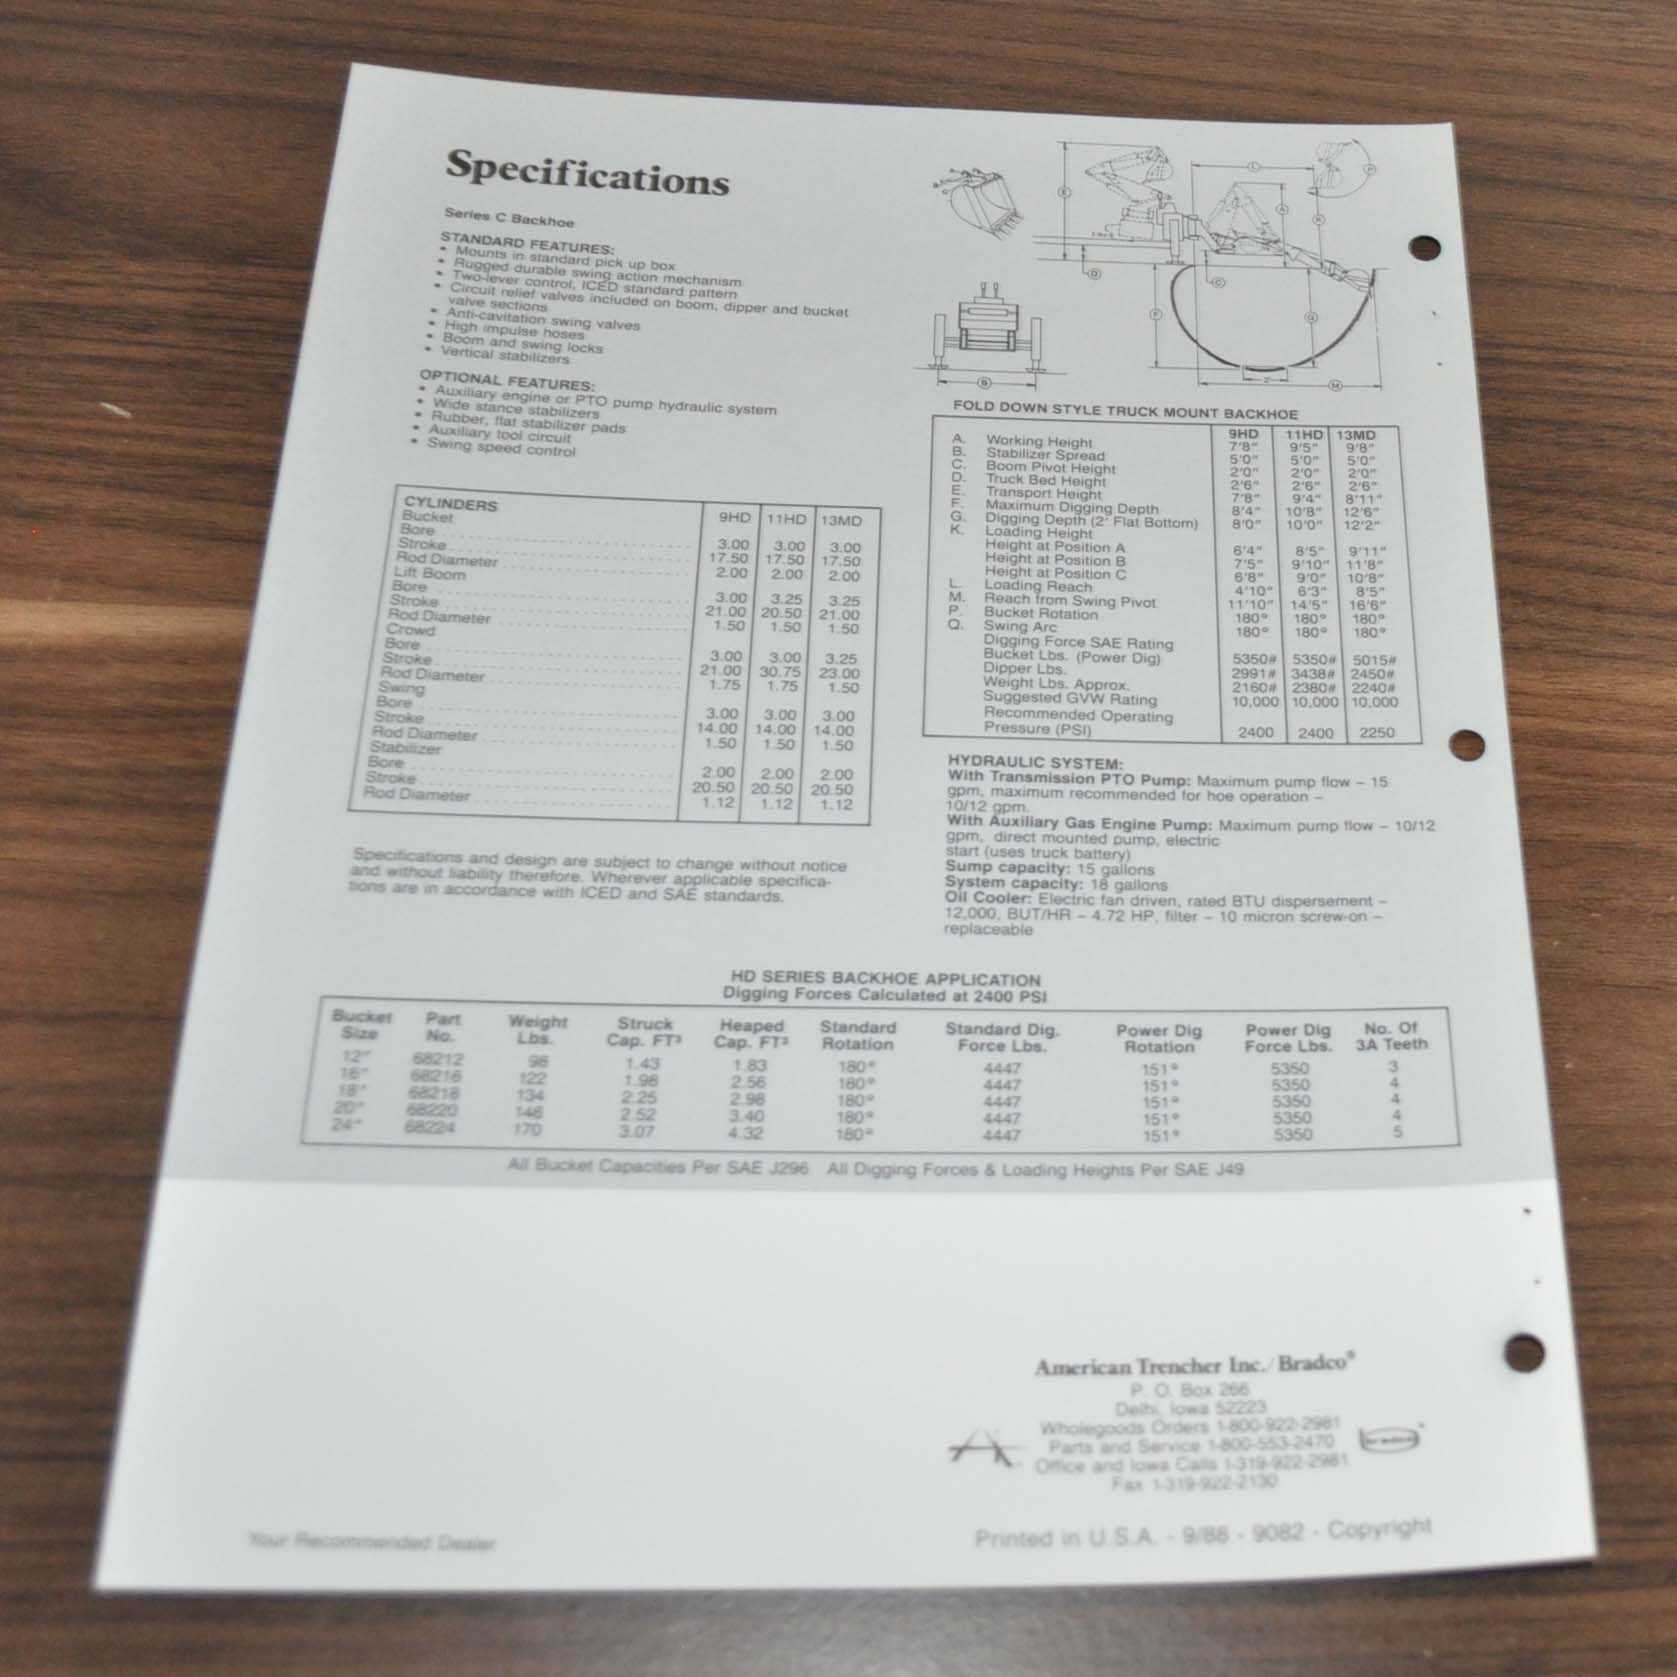 Specifications
Series C Backhoe
STANDARD FEATURES:
• Mounts in standard pick up box
• Rugged durable swing action mechanism
• Two-lever control, ICED standard pattern
• Circuit relief valves included on boom, dipper and bucket
valve sections
• Anti-cavitation swing valves
• High impulse hoses
• Boom and swing locks
• Vertical stabilizers
OPTIONAL FEATURES:
• Auxiliary engine or PTO pump hydraulic system
• Wide stance stabilizers
• Rubber, flat stabilizer pads
• Auxiliary tool circuit
• Swing speed control
CYLINDERS 9HD 11HD 13MD
Bucket
Bore 3.00 3.00 3.00
Stroke 17.50 17.50 17.50
Rod Diameter 2.00 2.00 2.00
Lift Boom
Bore 3.00 3.25 3.25
Stroke 21.00 20.50 21.00
Rod Diameter 1.50 1.50 1.50
Crowd
Bore 3.00 3.00 3.25
Stroke 21.00 30.75 23.00
Rod Diameter 1.75 1.75 1.50
Swing
Bore 3.00 3.00 3.00
Stroke 14.00 14.00 14.00
Rod Diameter 1.50 1.50 1.50
Stabilizer
Bore 2.00 2.00 2.00
Stroke 20.50 20.50 20.50
Rod Diameter 1.12 1.12 1.12
Specifications and design are subject to change without notice
and without liability therefore. Wherever applicable specifica-
tions are in accordance with ICED and SAE standards.
E L P A K D C F G 2' M B
FOLD DOWN STYLE TRUCK MOUNT BACKHOE
9HD 11HD 13MD
A. Working Height 7'8" 9'5" 9'8"
B. Stabilizer Spread 5'0" 5'0" 5'0"
C. Boom Pivot Height 2'0" 2'0" 2'0"
D. Truck Bed Height 2'6" 2'6" 2'6"
E. Transport Height 7'8" 9'4" 8'11"
F. Maximum Digging Depth 8'4" 10'8" 12'6"
G. Digging Depth (2' Flat Bottom) 8'0" 10'0" 12'2"
K. Loading Height
Height at Position A 6'4" 8'5" 9'11"
Height at Position B 7'5" 9'10" 11'8"
Height at Position C 6'8" 9'0" 10'8"
L. Loading Reach 4'10" 6'3" 8'5"
M. Reach from Swing Pivot 11'10" 14'5" 16'6"
P. Bucket Rotation 180° 180° 180°
Q. Swing Arc 180° 180° 180°
Digging Force SAE Rating
Bucket Lbs. (Power Dig) 5350# 5350# 5015#
Dipper Lbs. 2991# 3438# 2450#
Weight Lbs. Approx. 2160# 2380# 2240#
Suggested GVW Rating 10,000 10,000 10,000
Recommended Operating
Pressure (PSI) 2400 2400 2250
HYDRAULIC SYSTEM:
With Transmission PTO Pump: Maximum pump flow – 15
gpm, maximum recommended for hoe operation –
10/12 gpm.
With Auxiliary Gas Engine Pump: Maximum pump flow – 10/12
gpm, direct mounted pump, electric
start (uses truck battery)
Sump capacity: 15 gallons
System capacity: 18 gallons
Oil Cooler: Electric fan driven, rated BTU dispersement –
12,000, BUT/HR – 4.72 HP, filter – 10 micron screw-on –
replaceable
HD SERIES BACKHOE APPLICATION
Digging Forces Calculated at 2400 PSI
Bucket Part Weight Struck Heaped Standard Standard Dig. Power Dig Power Dig No. Of
Size No. Lbs. Cap. FT³ Cap. FT³ Rotation Force Lbs. Rotation Force Lbs. 3A Teeth
12" 68212 98 1.43 1.83 180° 4447 151° 5350 3
16" 68216 122 1.98 2.56 180° 4447 151° 5350 4
18" 68218 134 2.25 2.98 180° 4447 151° 5350 4
20" 68220 146 2.52 3.40 180° 4447 151° 5350 4
24" 68224 170 3.07 4.32 180° 4447 151° 5350 5
All Bucket Capacities Per SAE J296 All Digging Forces & Loading Heights Per SAE J49
American Trencher Inc./Bradco®
P. O. Box 266
Delhi, Iowa 52223
Wholegoods Orders 1-800-922-2981
Parts and Service 1-800-553-2470
Office and Iowa Calls 1-319-922-2981
Fax 1-319-922-2130
bradco
Your Recommended Dealer
Printed in U.S.A. - 9/88 - 9082 - Copyright